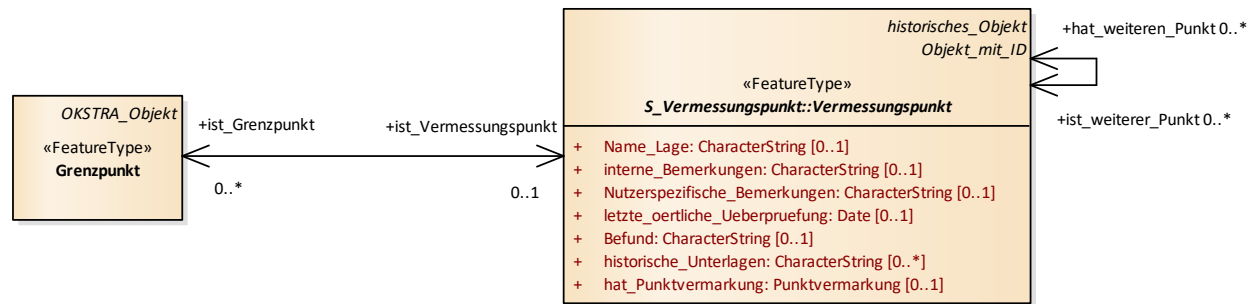 OKSTRA_Objekt
«FeatureType»
Grenzpunkt
+ist_Grenzpunkt
+ist_Vermessungspunkt
0..*
0..1
historisches_Objekt
Objekt_mit_ID
«FeatureType»
S_Vermessungspunkt::Vermessungspunkt
+ Name_Lage: CharacterString [0..1]
+ interne_Bemerkungen: CharacterString [0..1]
+ Nutzerspezifische_Bemerkungen: CharacterString [0..1]
+ letzte_oertliche_Ueberpruefung: Date [0..1]
+ Befund: CharacterString [0..1]
+ historische_Unterlagen: CharacterString [0..*]
+ hat_Punktvermarkung: Punktvermarkung [0..1]
+hat_weiteren_Punkt 0..*
+ist_weiterer_Punkt 0..*